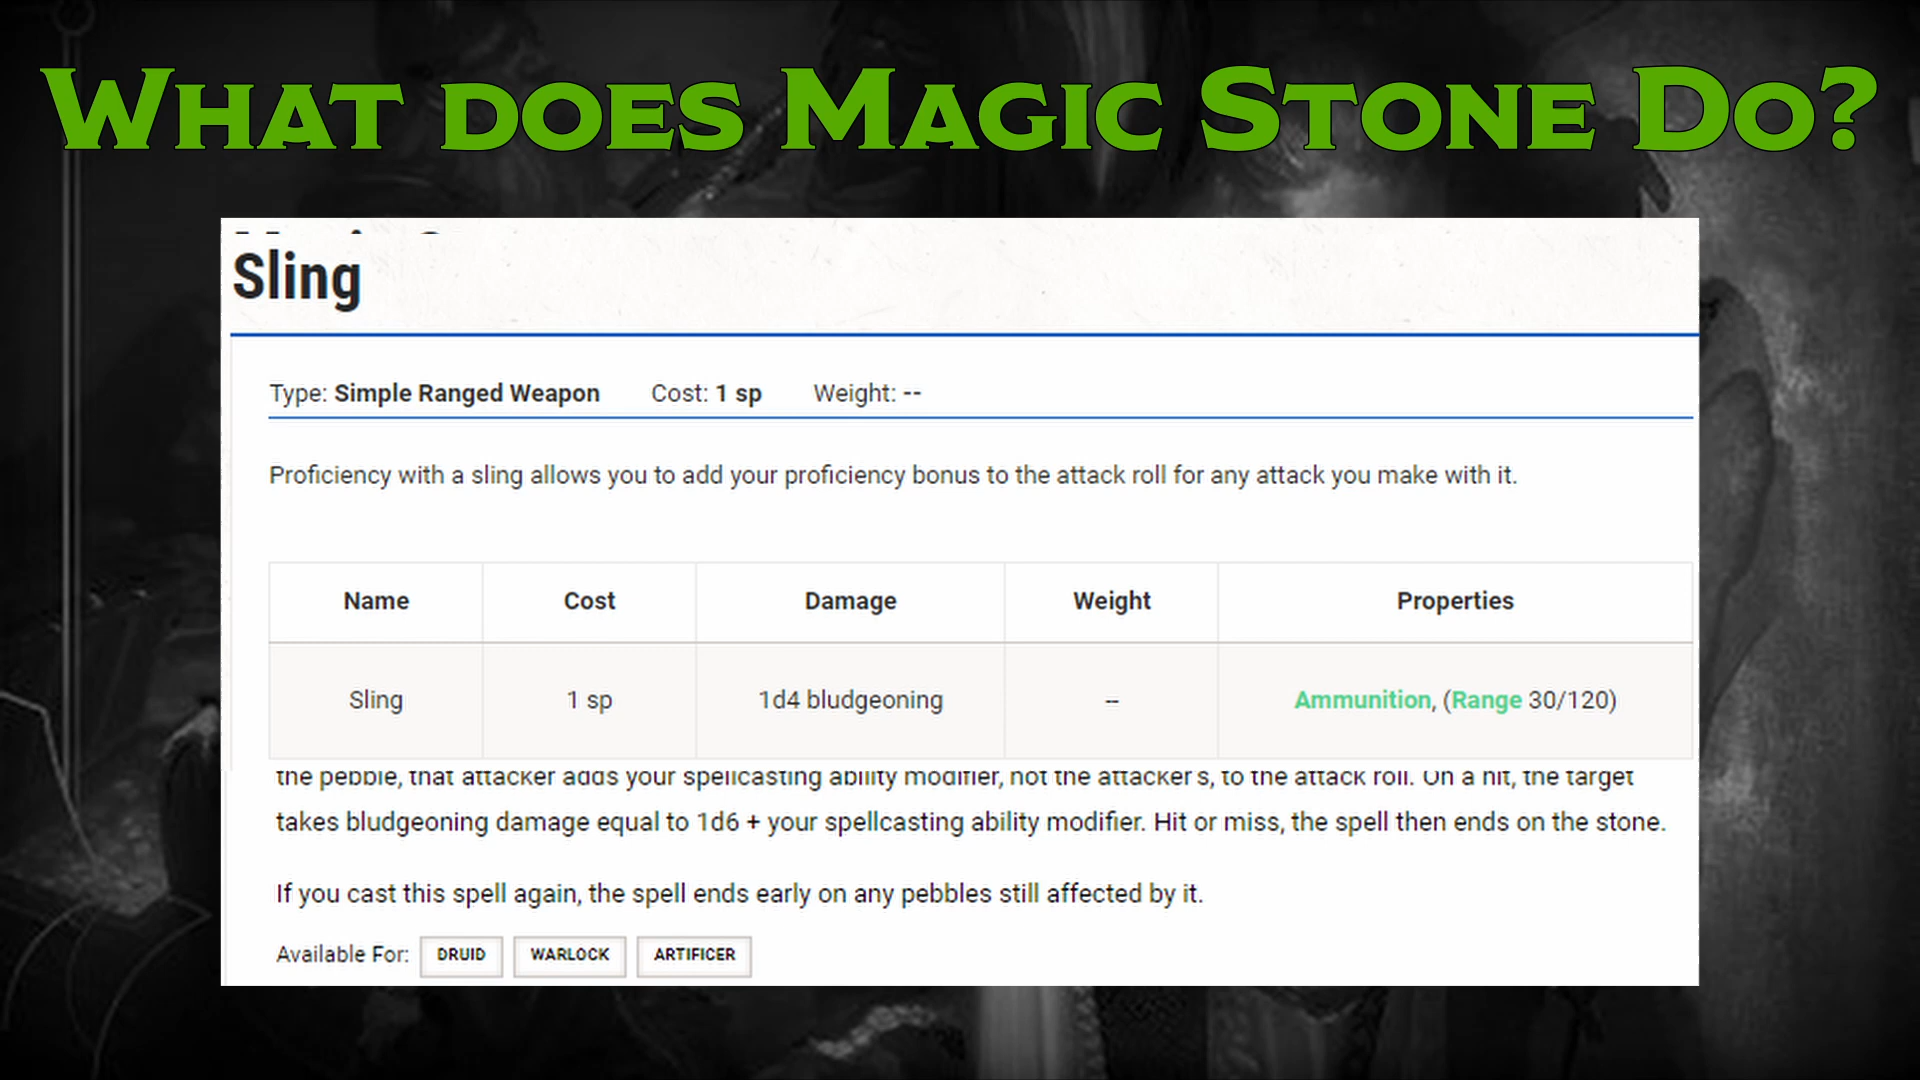 What does Magic Stone Do?
Sling
Type: Simple Ranged Weapon Cost: 1 sp Weight: --
Proficiency with a sling allows you to add your proficiency bonus to the attack roll for any attack you make with it.
Name Cost Damage Weight Properties
Sling 1 sp 1d4 bludgeoning -- Ammunition, (Range 30/120)
the pebble, that attacker adds your spellcasting ability modifier, not the attacker's, to the attack roll. On a hit, the target
takes bludgeoning damage equal to 1d6 + your spellcasting ability modifier. Hit or miss, the spell then ends on the stone.
If you cast this spell again, the spell ends early on any pebbles still affected by it.
Available For: DRUID WARLOCK ARTIFICER